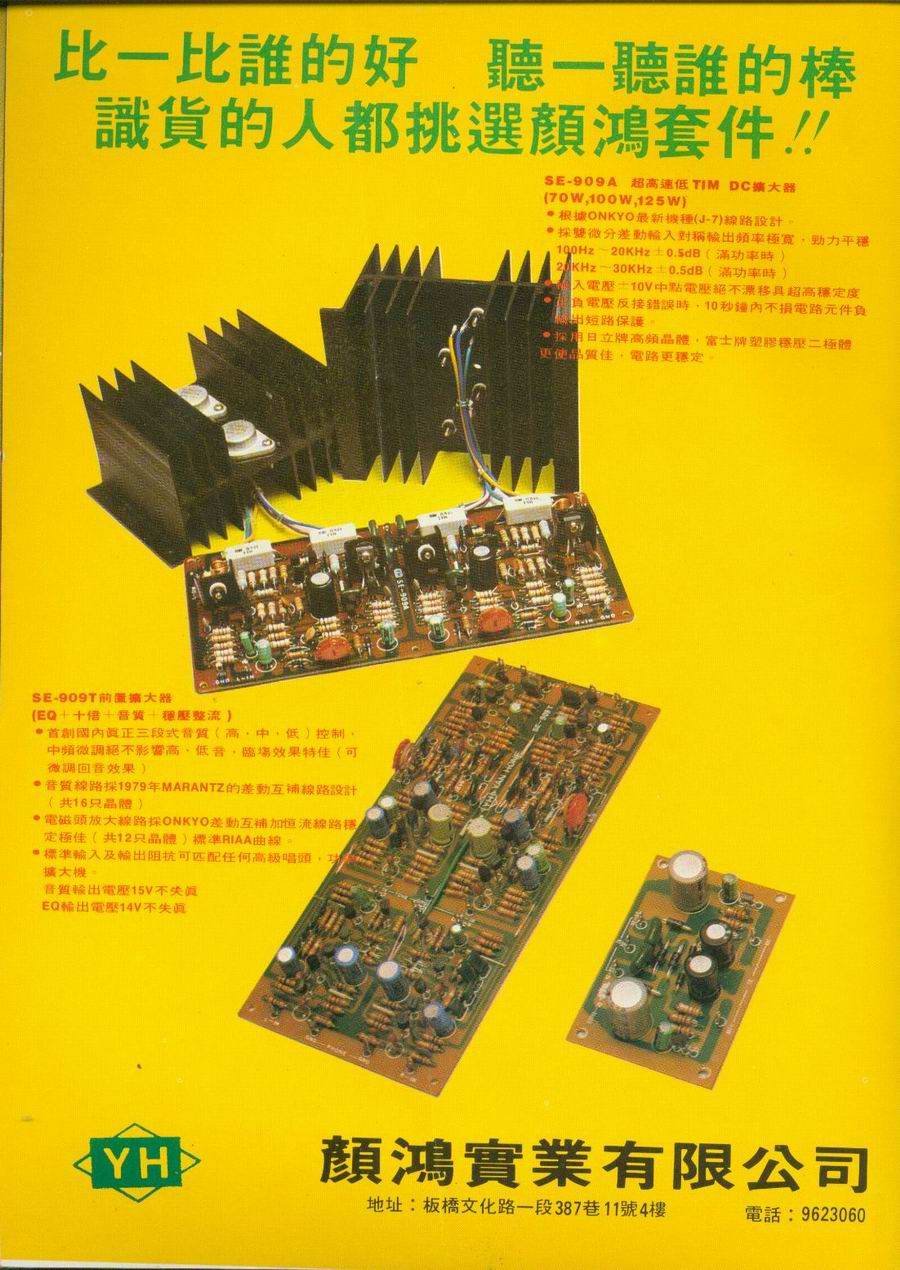 比一比誰的好　聽一聽誰的棒
識貨的人都挑選顏鴻套件!!
SE-909A 超高速低TIM DC擴大器
(70W,100W,125W)
●根據ONKYO最新機種(J-7)線路設計。
●採雙微分差動輸入對稱輸出頻率極寬，勁力平穩
100Hz～20KHz±0.5dB（滿功率時）
20KHz－30KHz±0.5dB（滿功率時）
入電壓±10V中點電壓絕不漂移具超高穩定度
負電壓反接錯誤時，10秒鐘內不損電路元件負
出短路保護。
●採用日立牌高頻晶體，富士牌塑膠穩壓二極體
更使品質佳，電路更穩定。
SE-909A
GND L-IN
R-IN GND
SE-909T前置擴大器
(EQ＋十倍＋音質＋穩壓整流)
●首創國內眞正三段式音質（高，中，低）控制，
中頻微調絕不影響高、低音，臨場效果特佳（可
微調回音效果）
●音質線路採1979年MARANTZ的差動互補線路設計
（共16只晶體）
●電磁頭放大線路採ONKYO差動互補加恒流線路穩
定極佳（共12只晶體）標準RIAA曲線。
●標準輸入及輸出阻抗可匹配任何高級唱頭，功
擴大機。
音質輸出電壓15V不失眞
EQ輸出電壓14V不失眞
GND PHONE GND
YH
顏鴻實業有限公司
地址：板橋文化路一段387巷11號4樓
電話：9623060